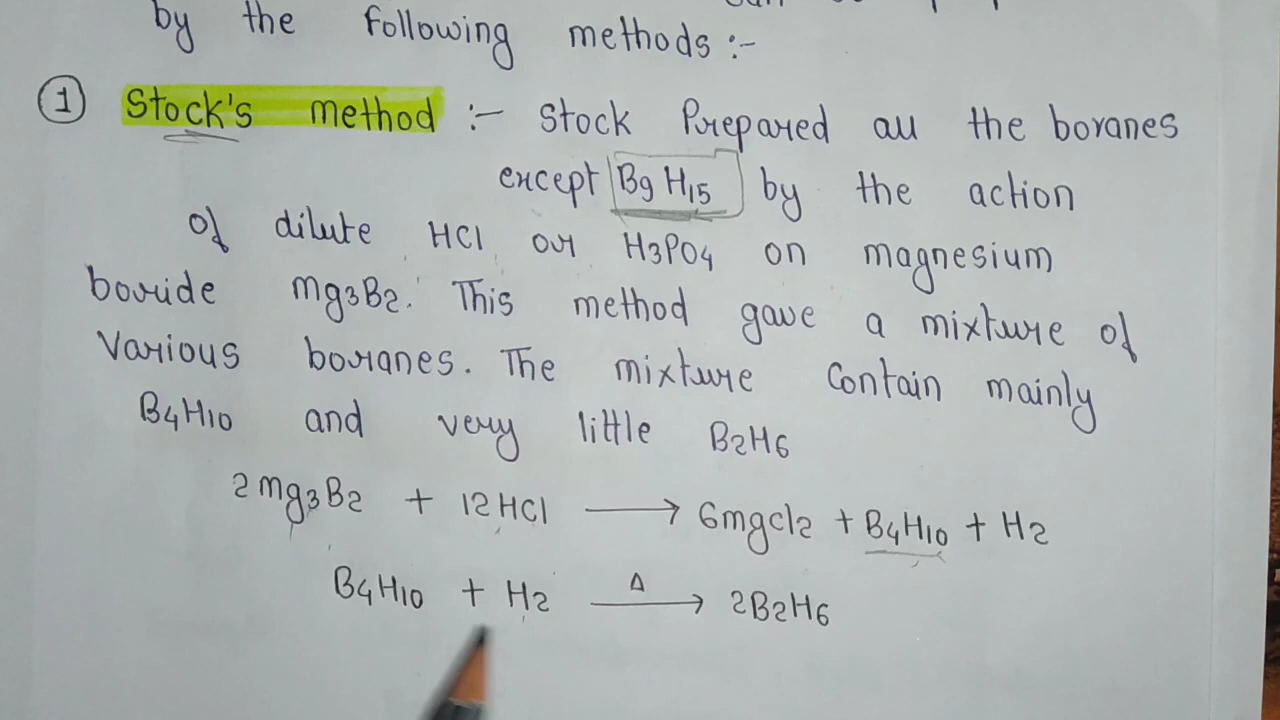 by the following methods :-
① Stock's method :- Stock Prepared all the boranes
except B9 H15 by the action
of dilute HCl or H3PO4 on magnesium
boride mg3B2. This method gave a mixture of
Various boranes. The mixture Contain mainly
B4H10 and very little B2H6
2mg3B2 + 12HCl ⟶ 6mgcl2 + B4H10 + H2
B4H10 + H2 ⟶ Δ 2B2H6